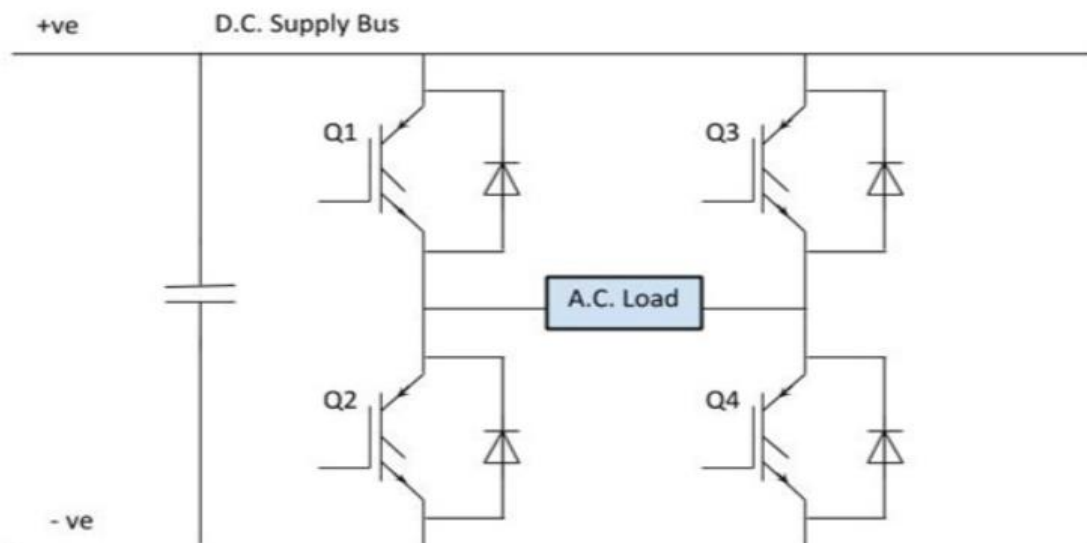 +ve
D.C. Supply Bus
Q1
Q3
A.C. Load
Q2
Q4
- ve